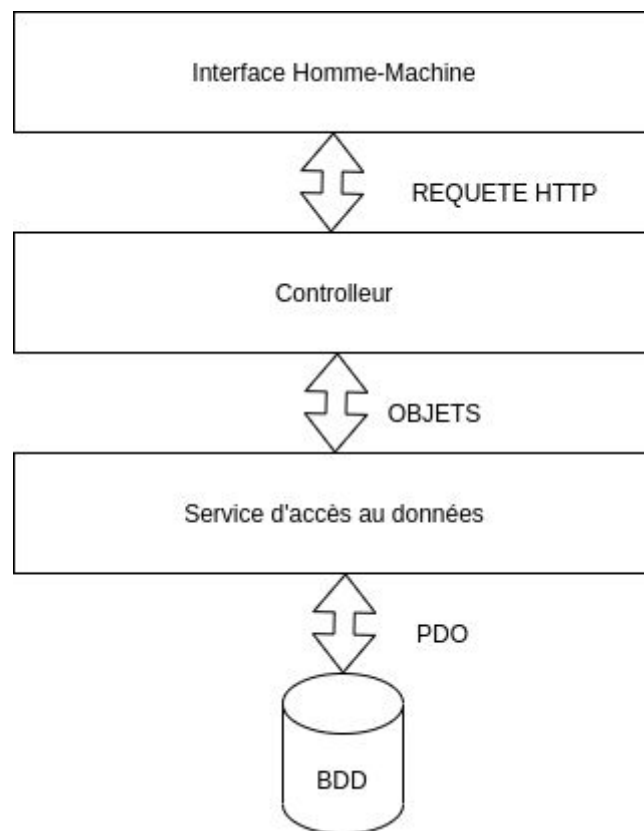 Interface Homme-Machine
REQUETE HTTP
Controlleur
OBJETS
Service d'accès au données
PDO
BDD